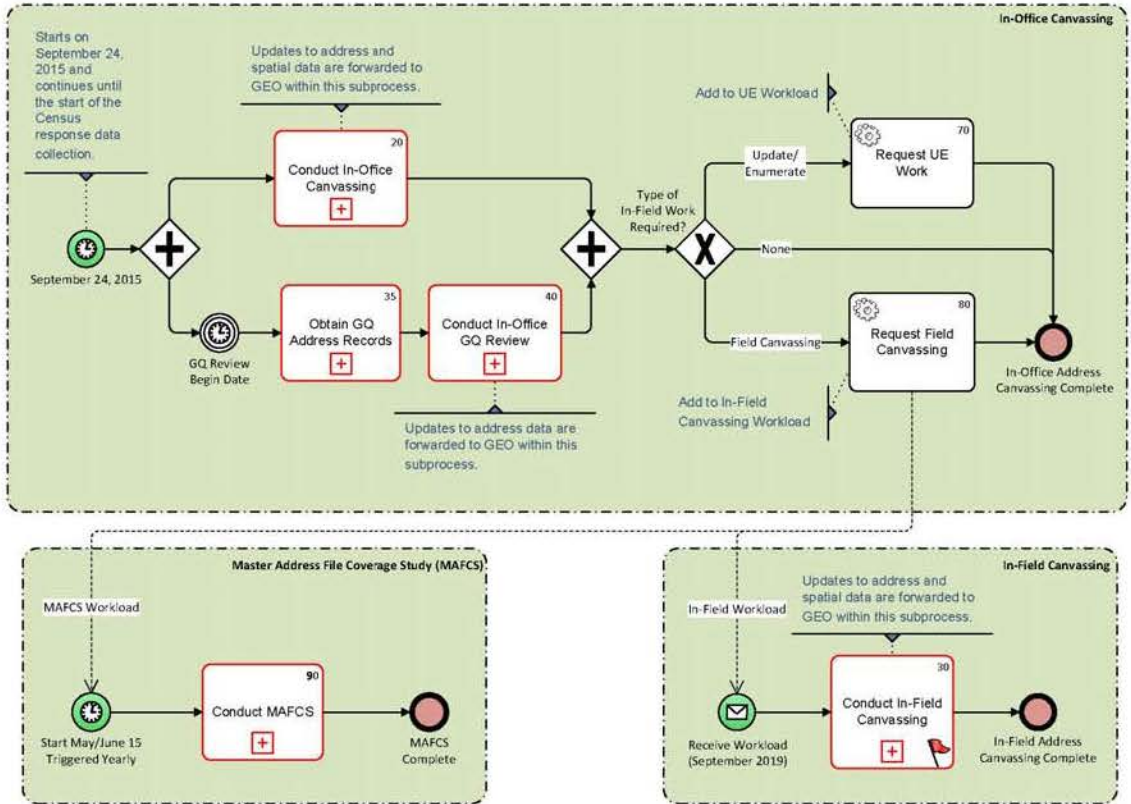 In-Office Canvassing
Starts on
September 24,
2015 and
continues until
the start of the
Census
response data
collection.
Updates to address and
spatial data are forwarded to
GEO within this subprocess.
Add to UE Workload
20
Conduct In-Office
Canvassing
70
Request UE
Work
Update/
Enumerate
Type of
In-Field Work
Required?
X
None
September 24, 2015
35
Obtain GQ
Address Records
40
Conduct In-Office
GQ Review
80
Request Field
Canvassing
Field Canvassing
GQ Review
Begin Date
In-Office Address
Canvassing Complete
Add to In-Field
Canvassing Workload
Updates to address data are
forwarded to GEO within this
subprocess.
Master Address File Coverage Study (MAFCS)
MAFCS Workload
90
Conduct MAFCS
Start May/June 15
Triggered Yearly
MAFCS
Complete
In-Field Canvassing
Updates to address and
spatial data are forwarded to
GEO within this subprocess.
In-Field Workload
30
Conduct In-Field
Canvassing
Receive Workload
(September 2019)
In-Field Address
Canvassing Complete